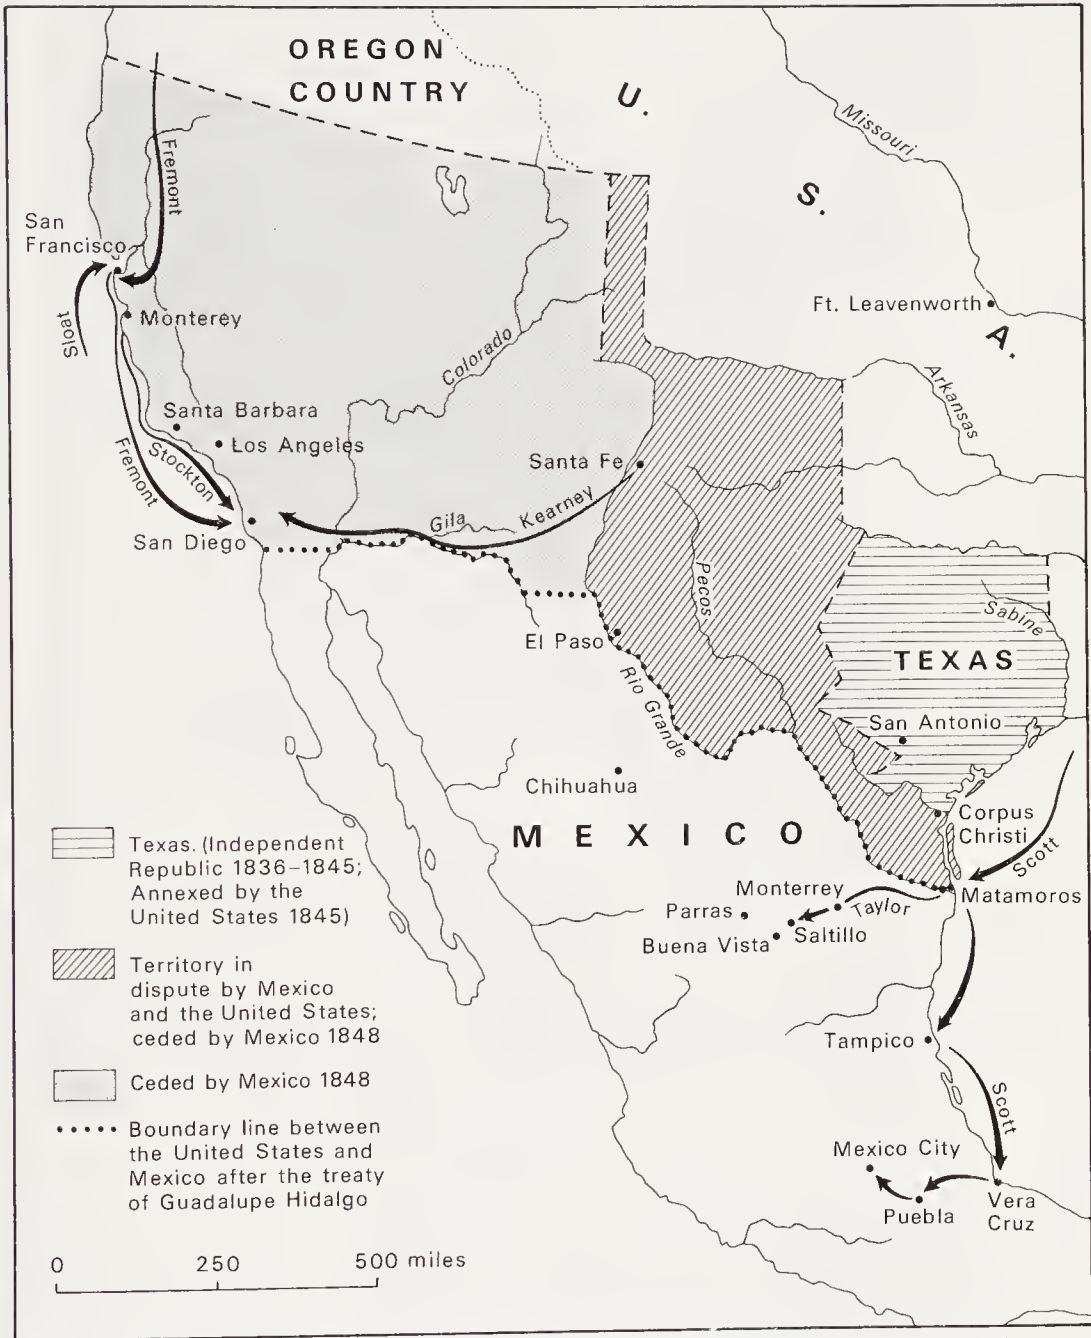 OREGON
COUNTRY
U.
S.
A.
Missouri
Fremont
San
Francisco
Sloat
Monterey
Ft. Leavenworth
Colorado
Arkansas
Santa Barbara
Los Angeles
Stockton
Fremont
Santa Fe
Kearney
Gila
San Diego
Pecos
Sabine
El Paso
TEXAS
Rio Grande
San Antonio
Chihuahua
MEXICO
Corpus
Christi
Scott
Matamoros
Monterrey
Taylor
Parras
Saltillo
Buena Vista
Tampico
Scott
Mexico City
Puebla
Vera
Cruz
Texas. (Independent
Republic 1836–1845;
Annexed by the
United States 1845)
Territory in
dispute by Mexico
and the United States;
ceded by Mexico 1848
Ceded by Mexico 1848
Boundary line between
the United States and
Mexico after the treaty
of Guadalupe Hidalgo
0 250 500 miles